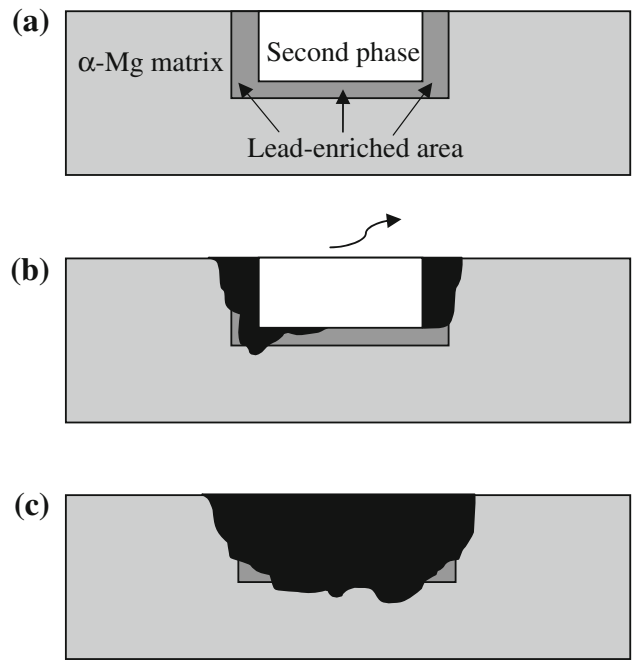 (a)
α-Mg matrix
Second phase
Lead-enriched area
(b)
(c)